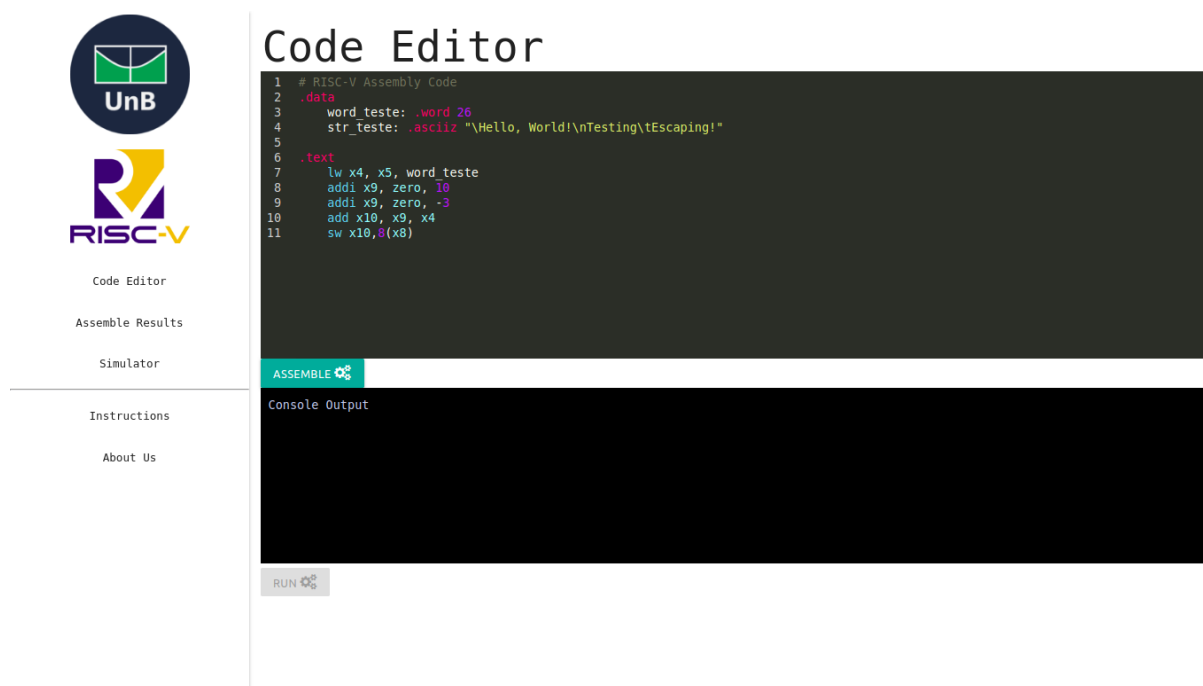 UnB
RISC-V
Code Editor
Assemble Results
Simulator
Instructions
About Us
Code Editor
1 # RISC-V Assembly Code
2 .data
3     word_teste: .word 26
4     str_teste: .asciiz "\Hello, World!\nTesting\tEscaping!"
5
6 .text
7     lw x4, x5, word_teste
8     addi x9, zero, 10
9     addi x9, zero, -3
10     add x10, x9, x4
11     sw x10,8(x8)
ASSEMBLE
Console Output
RUN